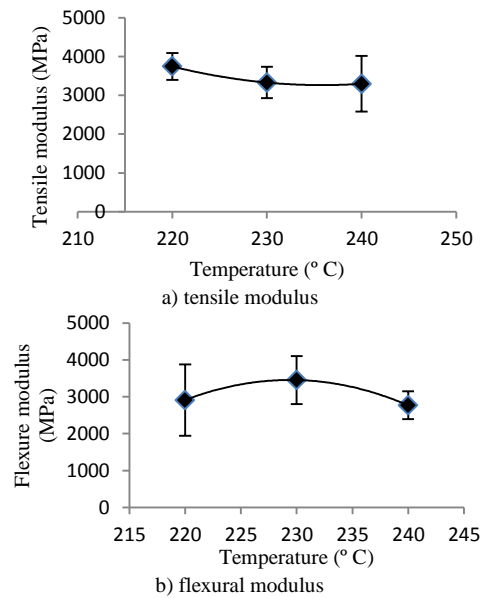 5000
4000
3000
2000
1000
0
210 220 230 240 250
Tensile modulus (MPa)
Temperature (º C)
a) tensile modulus
5000
4000
3000
2000
1000
0
215 220 225 230 235 240 245
Flexure modulus
(MPa)
Temperature (º C)
b) flexural modulus